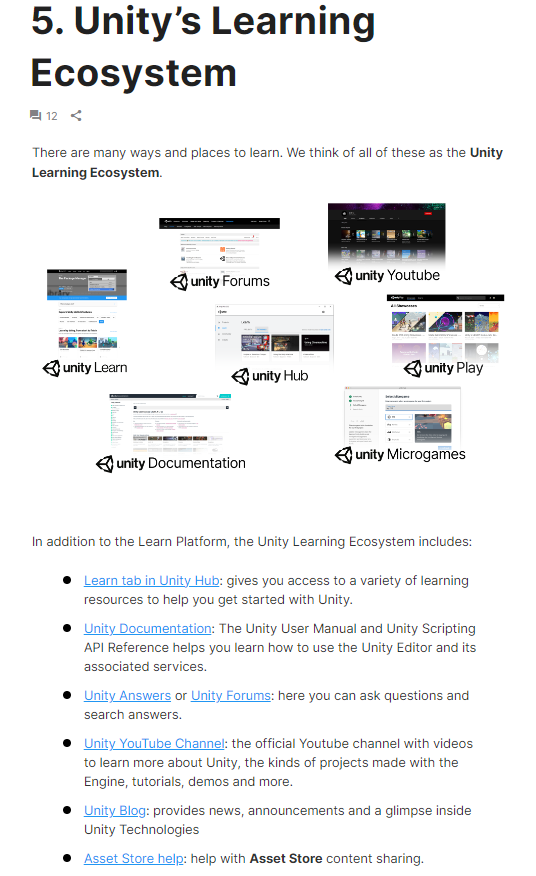 5. Unity’s Learning
Ecosystem
12
There are many ways and places to learn. We think of all of these as the Unity
Learning Ecosystem.
unity Forums
unity Youtube
unity Learn
unity Hub
unity Play
unity Documentation
unity Microgames
In addition to the Learn Platform, the Unity Learning Ecosystem includes:
Learn tab in Unity Hub: gives you access to a variety of learning
resources to help you get started with Unity.
Unity Documentation: The Unity User Manual and Unity Scripting
API Reference helps you learn how to use the Unity Editor and its
associated services.
Unity Answers or Unity Forums: here you can ask questions and
search answers.
Unity YouTube Channel: the official Youtube channel with videos
to learn more about Unity, the kinds of projects made with the
Engine, tutorials, demos and more.
Unity Blog: provides news, announcements and a glimpse inside
Unity Technologies
Asset Store help: help with Asset Store content sharing.